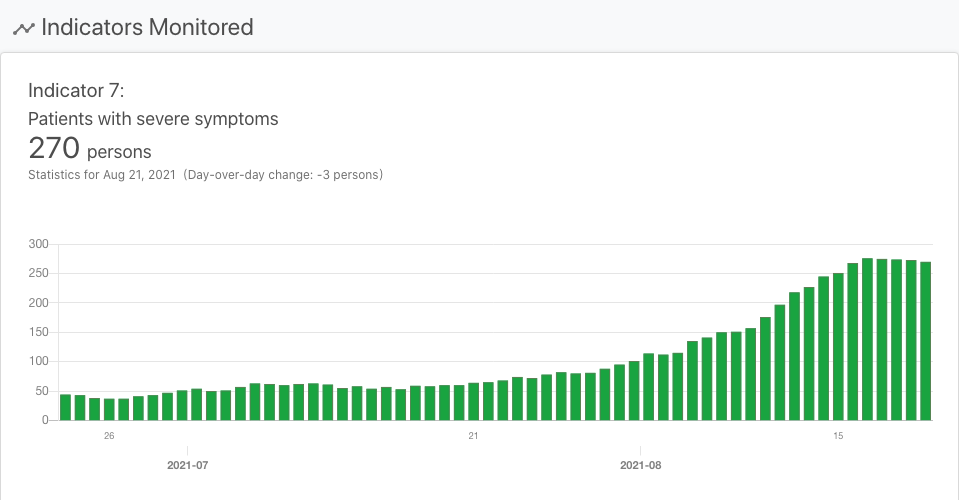 Indicators Monitored
Indicator 7:
Patients with severe symptoms
270 persons
Statistics for Aug 21, 2021 (Day-over-day change: -3 persons)
300
250
200
150
100
50
0
26 21 15
2021-07 2021-08